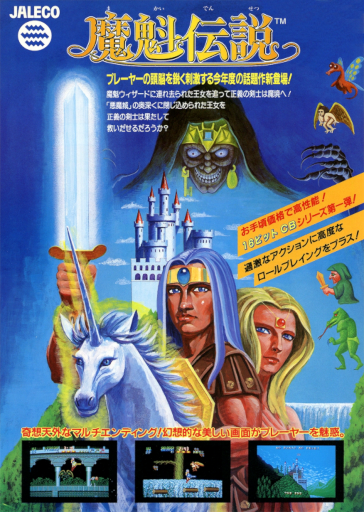 JALECO
ま かい でん せつ
魔魁伝説™
プレーヤーの頭脳を鋭く刺激する今年度の話題作新登場!
魔魁ウィザードに連れ去られた王女を追って正義の剣士は魔境へ!
「悪魔城」の奥深くに閉じ込められた王女を
正義の剣士は果たして
救いだせるだろうか?
お手頃価格で高性能!
16ビットCBシリーズ第一弾!
過激なアクションに高度な
ロールプレイングをプラス!
奇想天外なマルチエンディング/幻想的な美しい画面がプレーヤーを魅惑。